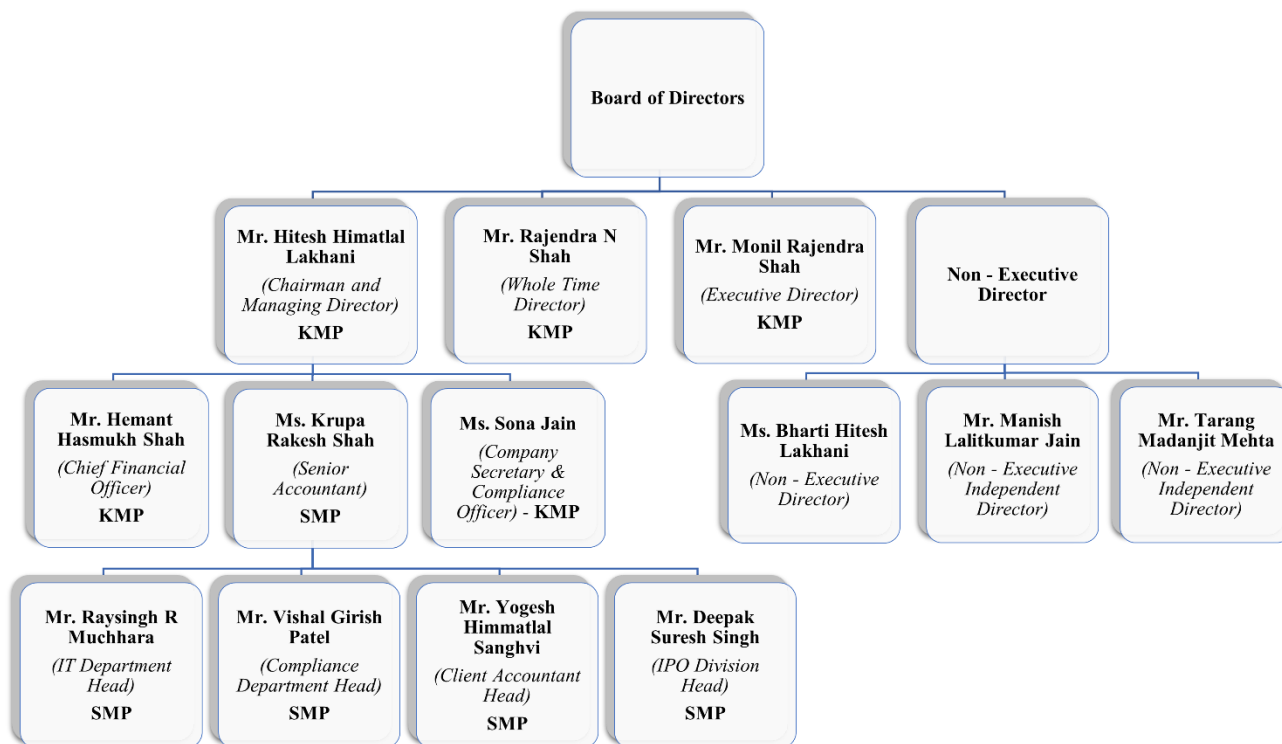 Board of Directors
Mr. Hitesh Himatlal
Lakhani
(Chairman and
Managing Director)
KMP
Mr. Rajendra N
Shah
(Whole Time
Director)
KMP
Mr. Monil Rajendra
Shah
(Executive Director)
KMP
Non - Executive
Director
Mr. Hemant
Hasmukh Shah
(Chief Financial
Officer)
KMP
Ms. Krupa
Rakesh Shah
(Senior
Accountant)
SMP
Ms. Sona Jain
(Company
Secretary &
Compliance
Officer) - KMP
Ms. Bharti Hitesh
Lakhani
(Non - Executive
Director)
Mr. Manish
Lalitkumar Jain
(Non - Executive
Independent
Director)
Mr. Tarang
Madanjit Mehta
(Non - Executive
Independent
Director)
Mr. Raysingh R
Muchhara
(IT Department
Head)
SMP
Mr. Vishal Girish
Patel
(Compliance
Department Head)
SMP
Mr. Yogesh
Himmatlal
Sanghvi
(Client Accountant
Head)
SMP
Mr. Deepak
Suresh Singh
(IPO Division
Head)
SMP